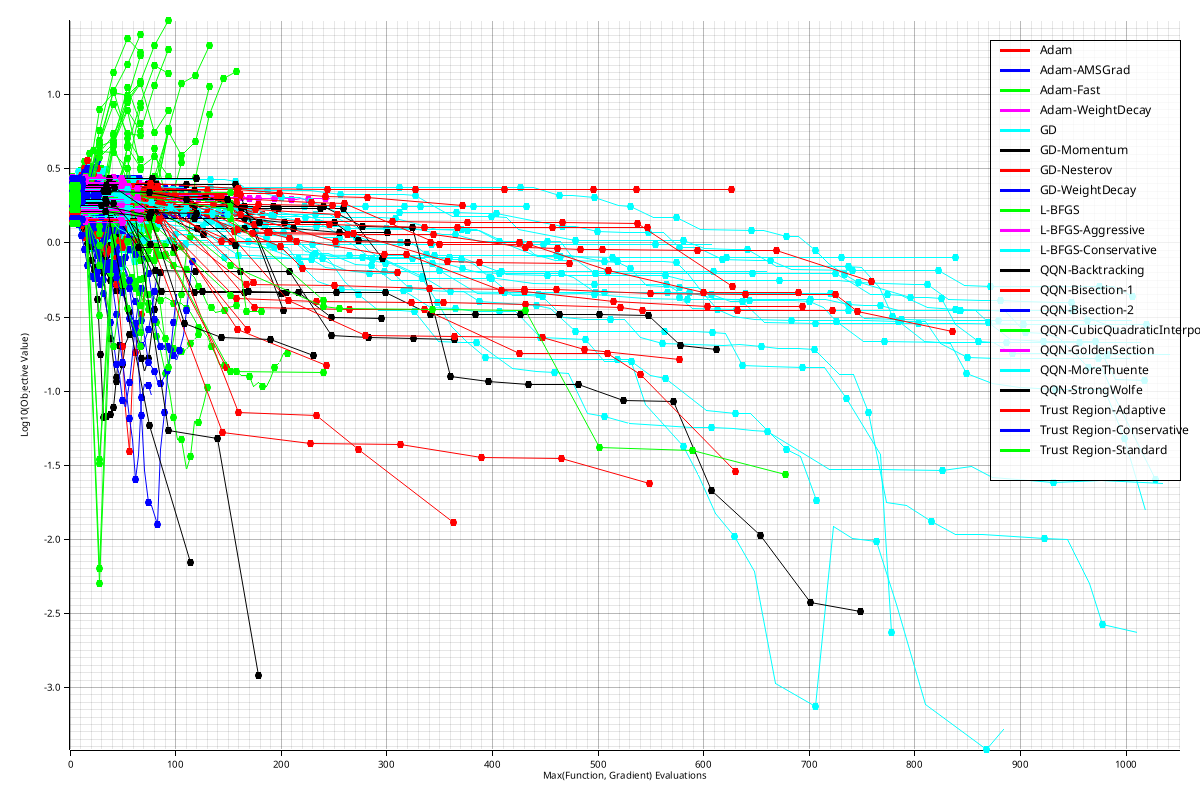 1.0
0.5
0.0
-0.5
-1.0
-1.5
-2.0
-2.5
-3.0
Log10(Objective Value)
0 100 200 300 400 500 600 700 800 900 1000
Max(Function, Gradient) Evaluations
Adam
Adam-AMSGrad
Adam-Fast
Adam-WeightDecay
GD
GD-Momentum
GD-Nesterov
GD-WeightDecay
L-BFGS
L-BFGS-Aggressive
L-BFGS-Conservative
QQN-Backtracking
QQN-Bisection-1
QQN-Bisection-2
QQN-CubicQuadraticInterpo
QQN-GoldenSection
QQN-MoreThuente
QQN-StrongWolfe
Trust Region-Adaptive
Trust Region-Conservative
Trust Region-Standard